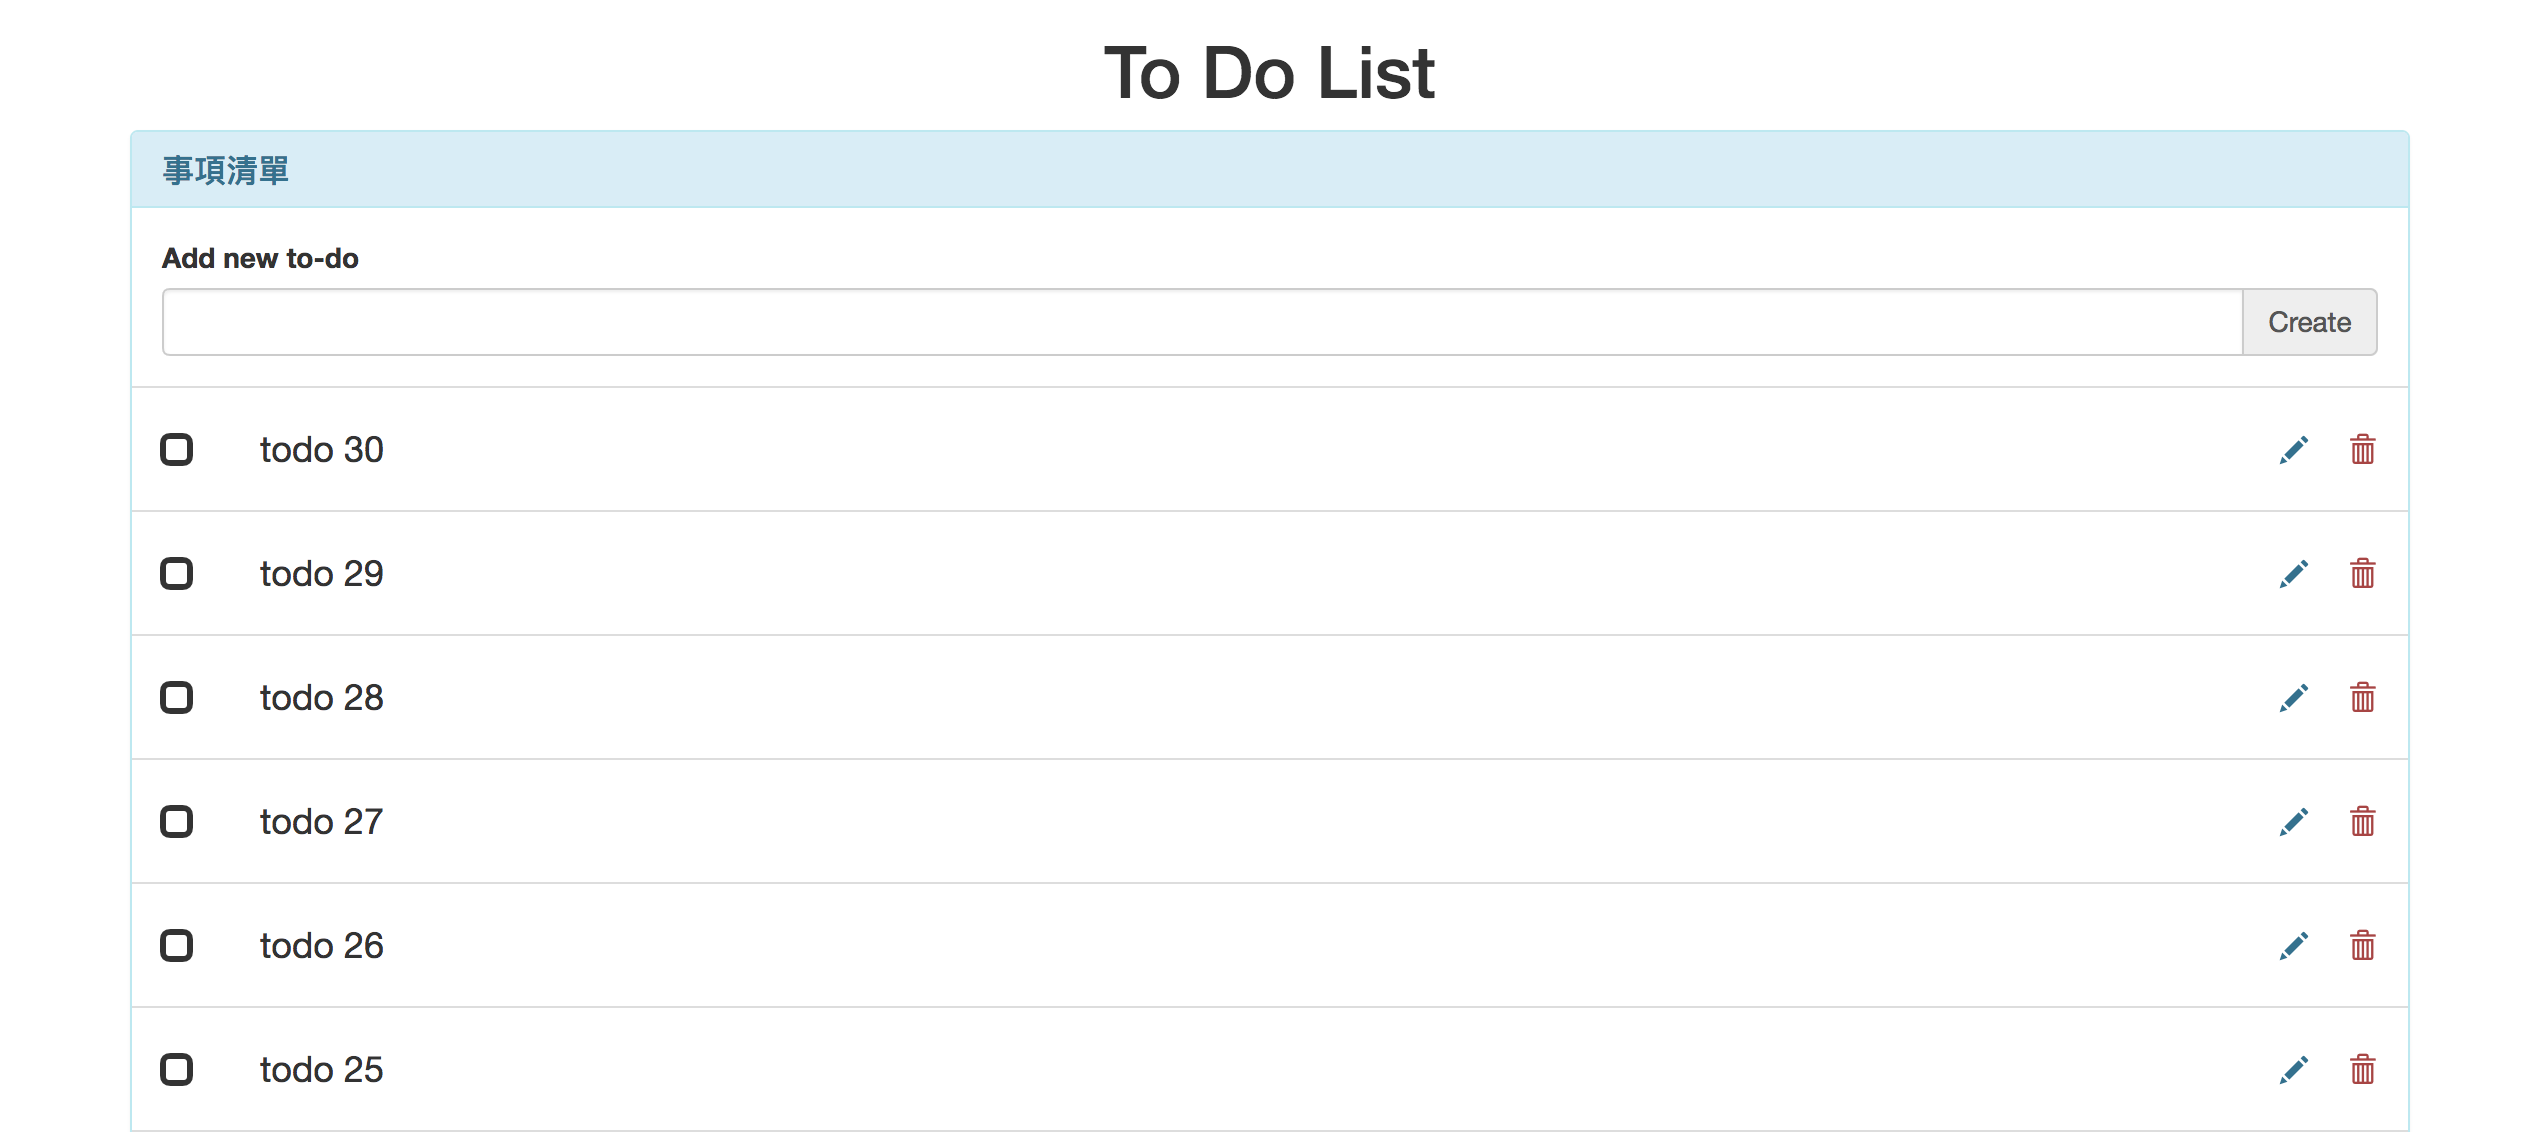 To Do List
事項清單
Add new to-do
Create
todo 30
todo 29
todo 28
todo 27
todo 26
todo 25